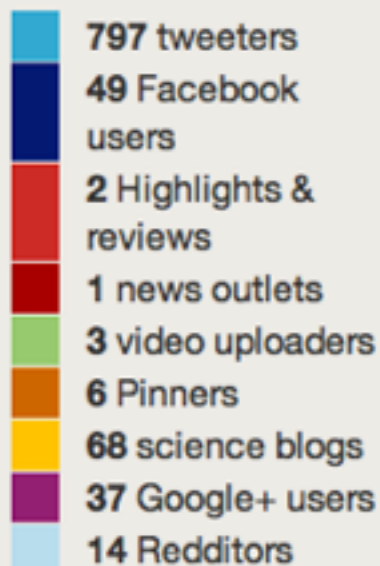 797 tweeters
49 Facebook
users
2 Highlights &
reviews
1 news outlets
3 video uploaders
6 Pinners
68 science blogs
37 Google+ users
14 Redditors